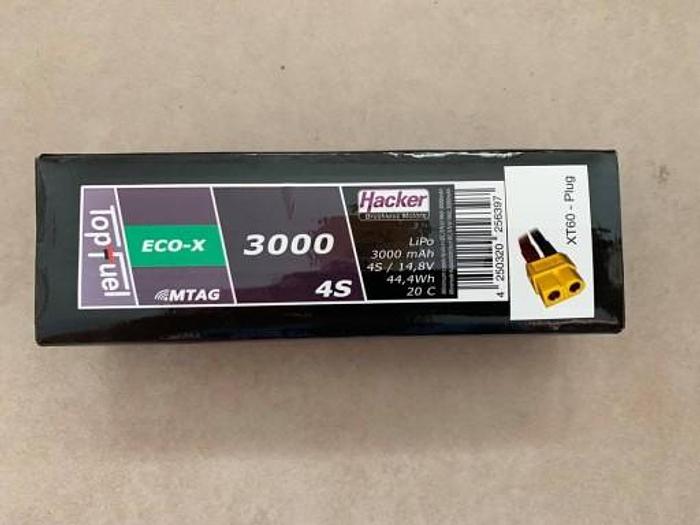 Top Fuel
ECO-X
MTAG
3000
4S
Hacker
Brushless Motors
LiPo
3000 mAh
4S / 14,8V
44,4Wh
20 C
4 250320 256397
XT60 - Plug